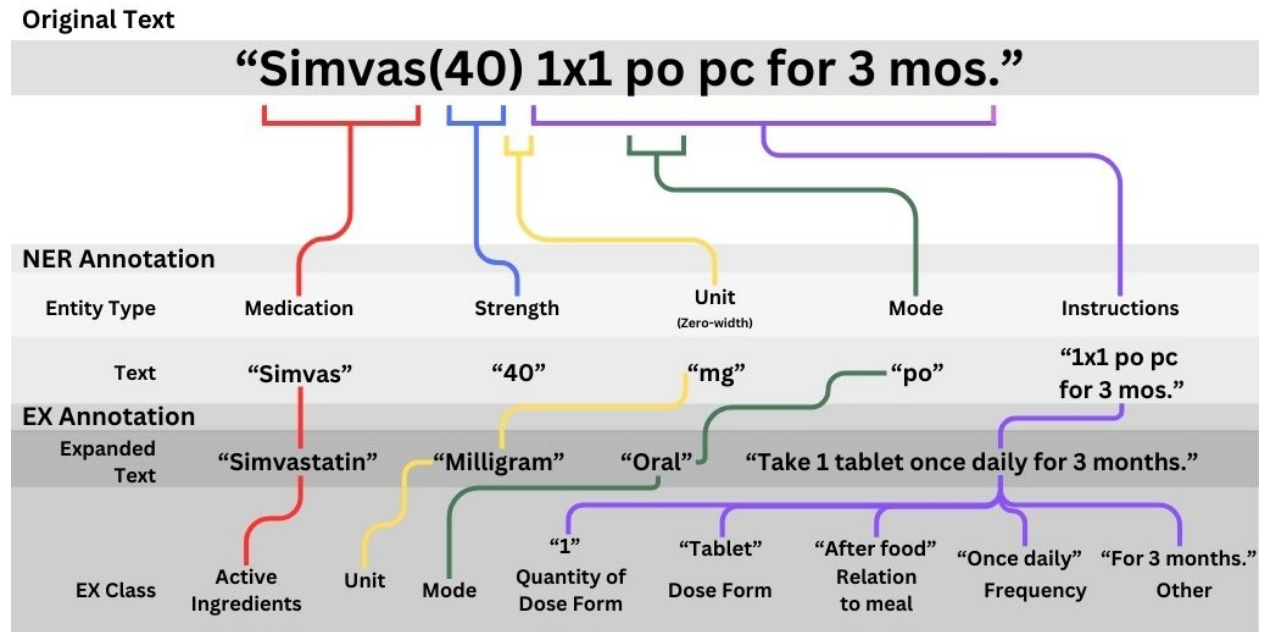 Original Text
“Simvas(40) 1x1 po pc for 3 mos.”
NER Annotation
Entity Type Medication Strength Unit (Zero-width) Mode Instructions
Text “Simvas” “40” “mg” “po” “1x1 po pc
for 3 mos.”
EX Annotation
Expanded
Text “Simvastatin” “Milligram” “Oral” “Take 1 tablet once daily for 3 months.”
“1” “Tablet” “After food” “Once daily” “For 3 months.”
EX Class Active
Ingredients Unit Mode Quantity of
Dose Form Dose Form Relation
to meal Frequency Other